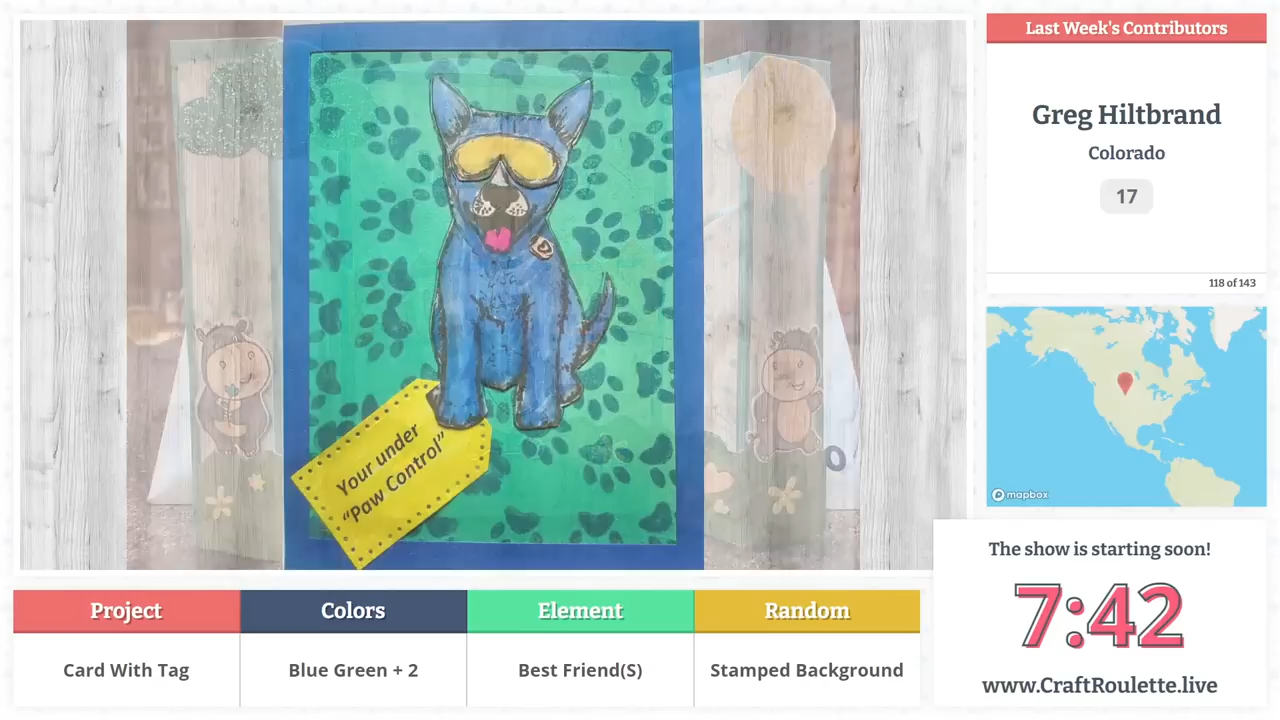 Last Week's Contributors
Greg Hiltbrand
Colorado
17
118 of 143
Your under
“Paw Control”
mapbox
The show is starting soon!
7:42
www.CraftRoulette.live
Project
Colors
Element
Random
Card With Tag
Blue Green + 2
Best Friend(S)
Stamped Background